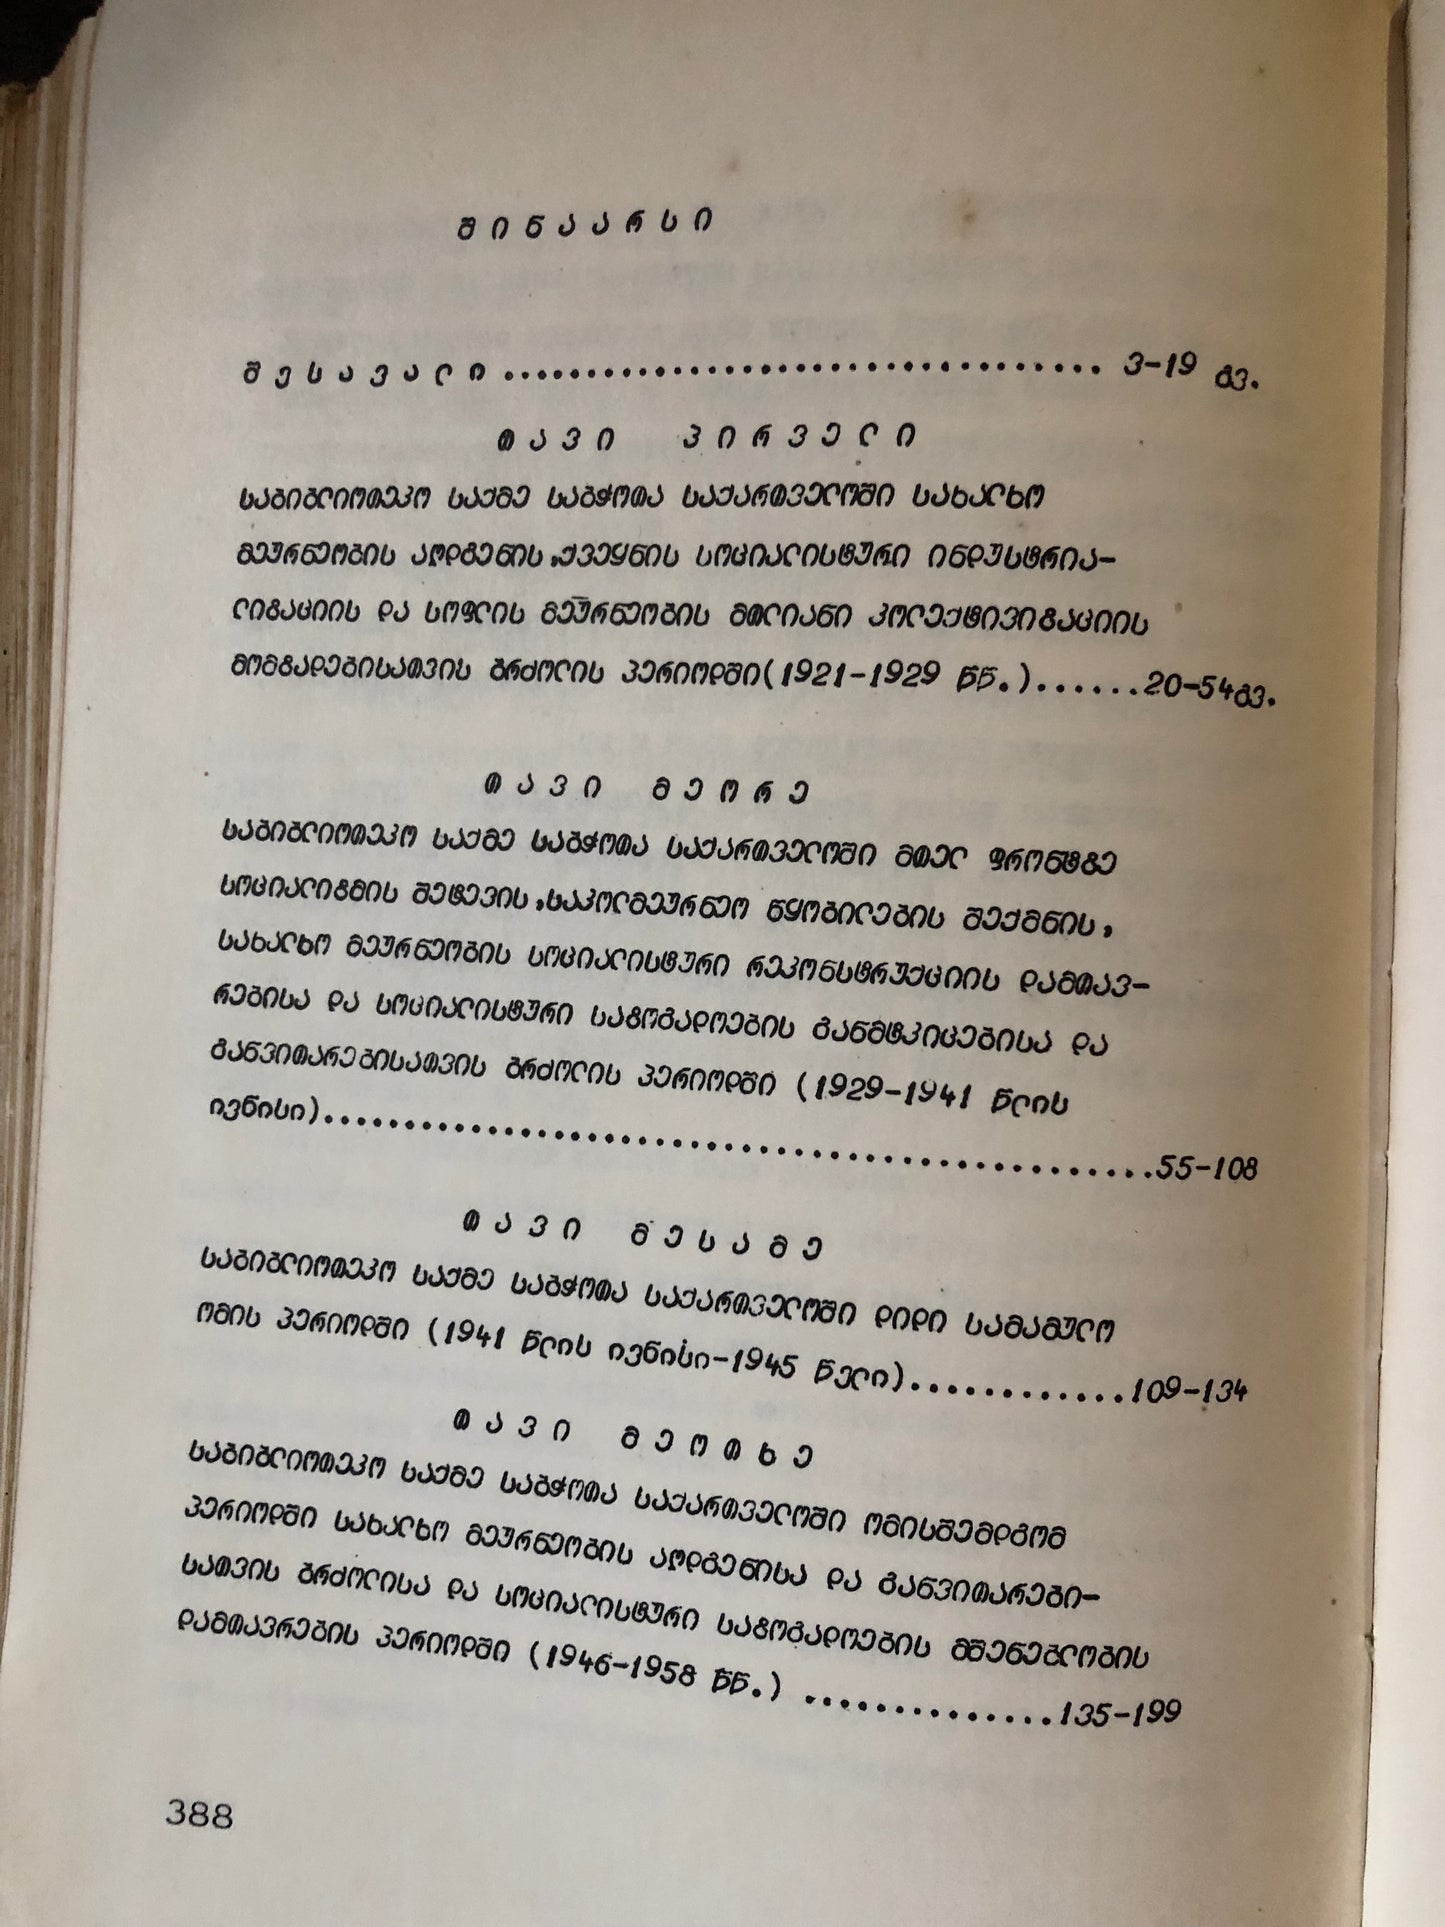 შ ი ნ ა ა რ ს ი
შ ე ს ა ვ ა ლ ი ..................................... 3-19 გვ.
თ ა ვ ი პ ი რ ვ ე ლ ი
საბიბლიოთეკო საქმე საბჭოთა საქართველოში სახალხო
მეურნეობის აღდგენის,ქვეყნის სოციალისტური ინდუსტრია-
ლიზაციის და სოფლის მეურნეობის მთლიანი კოლექტივიზაციის
მომზადებისათვის ბრძოლის პერიოდში(1921-1929 წწ.).......20-54გვ.
თ ა ვ ი მ ე ო რ ე
საბიბლიოთეკო საქმე საბჭოთა საქართველოში მთელ ფრონტზე
სოციალიზმის შეტევის,საკოლმეურნეო წყობილების შექმნის,
სახალხო მეურნეობის სოციალისტური რეკონსტრუქციის დამთავ-
რებისა და სოციალისტური საზოგადოების განმტკიცებისა და
განვითარებისათვის ბრძოლის პერიოდში (1929-1941 წლის
ივნისი)....................................................55-108
თ ა ვ ი მ ე ს ა მ ე
საბიბლიოთეკო საქმე საბჭოთა საქართველოში დიდი სამამულო
ომის პერიოდში (1941 წლის ივნისი-1945 წელი).............109-134
თ ა ვ ი მ ე ო თ ხ ე
საბიბლიოთეკო საქმე საბჭოთა საქართველოში ომისშემდგომ
პერიოდში სახალხო მეურნეობის აღდგენისა და განვითარები-
სათვის ბრძოლისა და სოციალისტური საზოგადოების მშენებლობის
დამთავრების პერიოდში (1946-1958 წწ.) ...............135-199
388